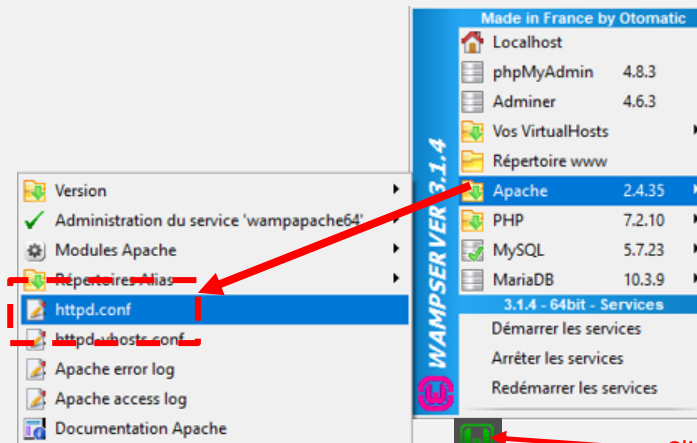 Made in France by Otomatic
Localhost
phpMyAdmin 4.8.3
Adminer 4.6.3
Vos VirtualHosts
Répertoire www
Apache 2.4.35
PHP 7.2.10
MySQL 5.7.23
MariaDB 10.3.9
3.1.4 - 64bit - Services
Démarrer les services
Arrêter les services
Redémarrer les services
WAMPSERVER 3.1.4
Version
Administration du service 'wampapache64'
Modules Apache
Répertoires Alias
httpd.conf
httpd-vhosts.conf
Apache error log
Apache access log
Documentation Apache